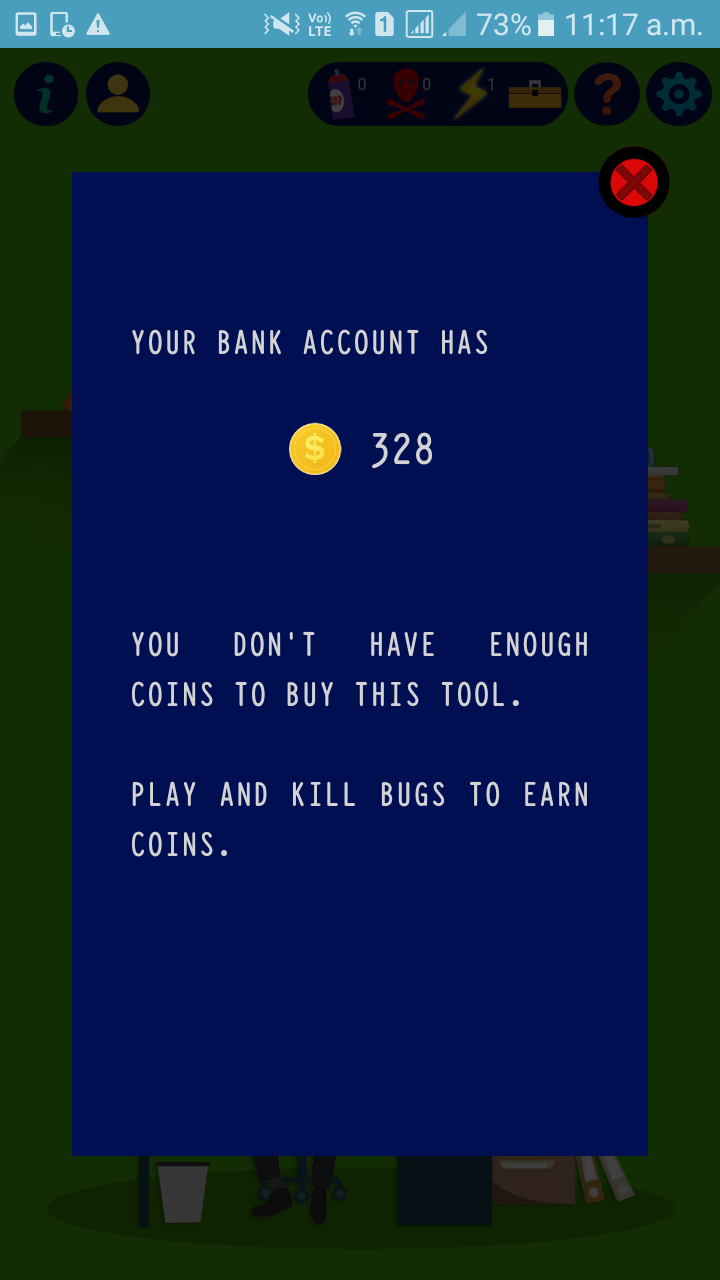 Vo)) LTE 1 73% 11:17 a.m.
i 0 0 1 ?
YOUR BANK ACCOUNT HAS
$ 328
YOU DON'T HAVE ENOUGH
COINS TO BUY THIS TOOL.
PLAY AND KILL BUGS TO EARN
COINS.